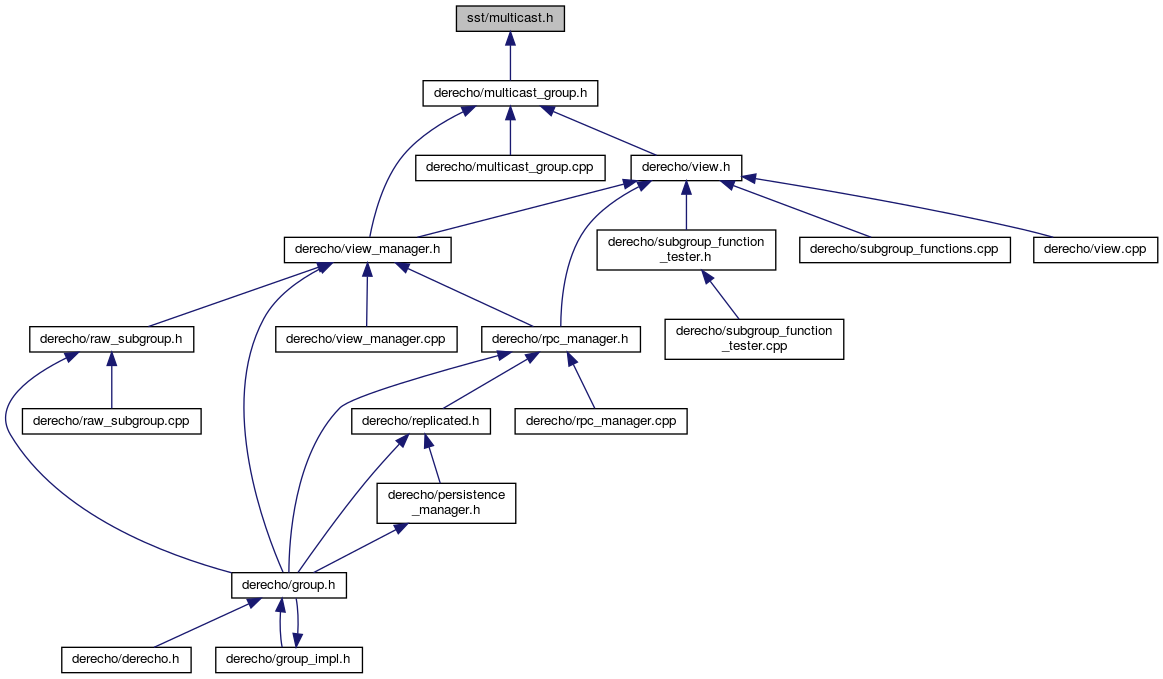 sst/multicast.h
derecho/multicast_group.h
derecho/multicast_group.cpp
derecho/view.h
derecho/view_manager.h
derecho/subgroup_function
_tester.h
derecho/subgroup_functions.cpp
derecho/view.cpp
derecho/raw_subgroup.h
derecho/view_manager.cpp
derecho/rpc_manager.h
derecho/subgroup_function
_tester.cpp
derecho/raw_subgroup.cpp
derecho/replicated.h
derecho/rpc_manager.cpp
derecho/persistence
_manager.h
derecho/group.h
derecho/derecho.h
derecho/group_impl.h